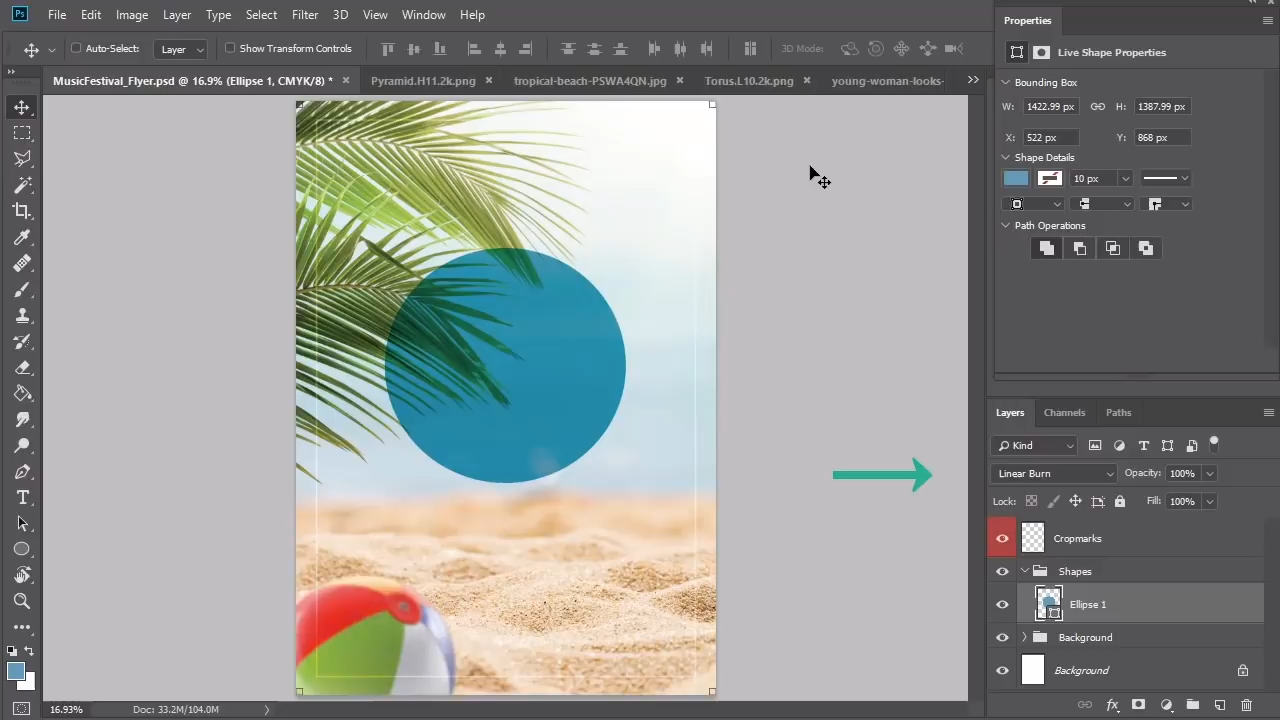 Ps File Edit Image Layer Type Select Filter 3D View Window Help
Auto-Select: Layer Show Transform Controls 3D Mode:
MusicFestival_Flyer.psd @ 16.9% (Ellipse 1, CMYK/8) * × Pyramid.H11.2k.png × tropical-beach-PSWA4QN.jpg × Torus.L10.2k.png × young-woman-looks-
Properties
Live Shape Properties
Bounding Box
W: 1422.99 px H: 1387.99 px
X: 522 px Y: 868 px
Shape Details
10 px
Path Operations
Layers Channels Paths
Kind
Linear Burn Opacity: 100%
Lock: Fill: 100%
Cropmarks
Shapes
Ellipse 1
Background
Background
16.93% Doc: 33.2M/104.0M